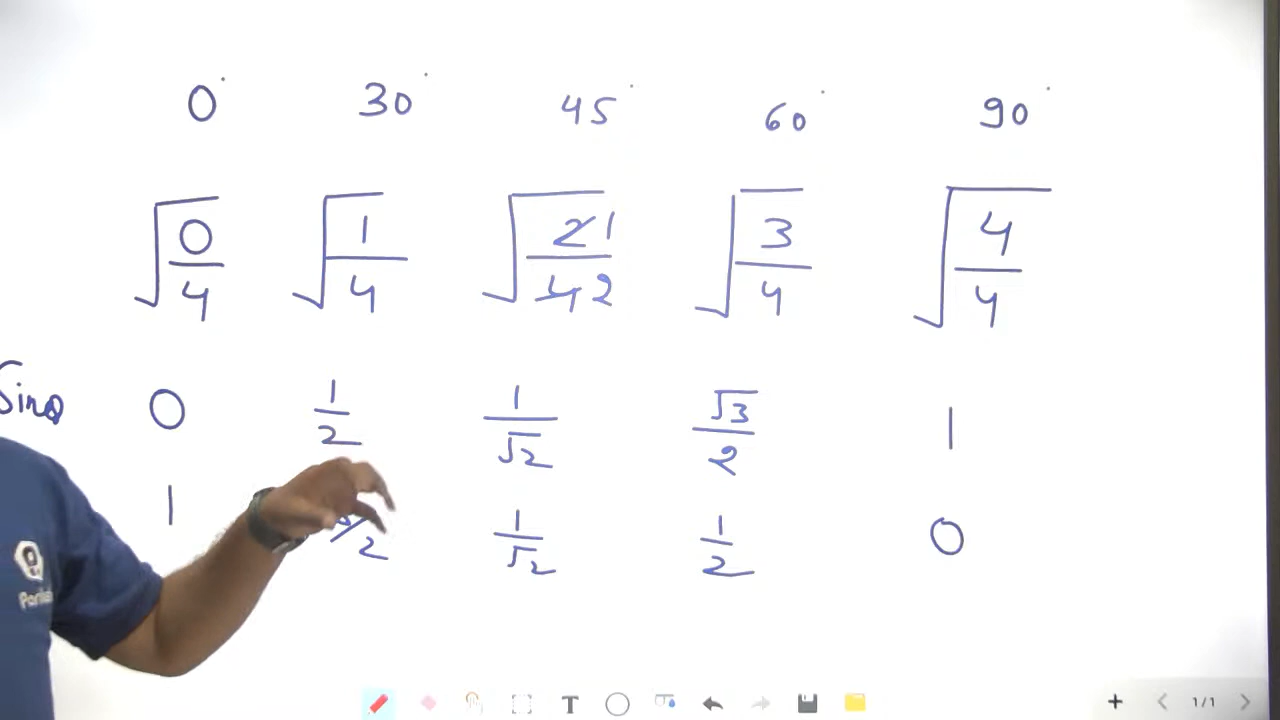 0° 30° 45° 60° 90°
√(0/4) √(1/4) √(2̸1/4̸2) √(3/4) √(4/4)
Sinθ 0 1/2 1/√2 √3/2 1
1 /2 1/√2 1/2 0
1/1